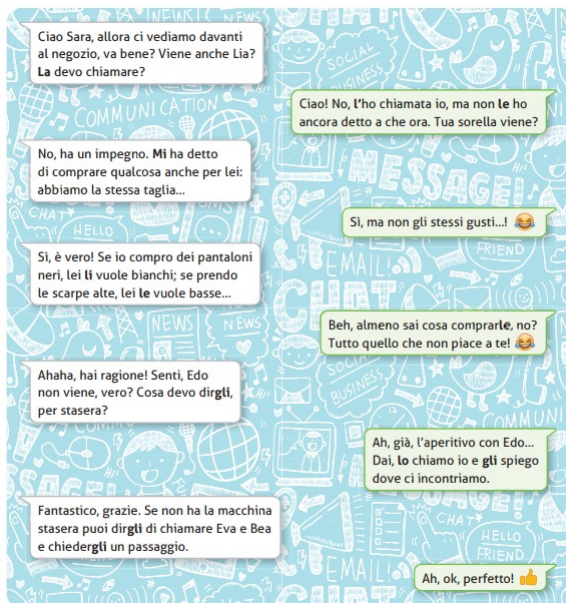 Ciao Sara, allora ci vediamo davanti
al negozio, va bene? Viene anche Lia?
La devo chiamare?
Ciao! No, l'ho chiamata io, ma non le ho
ancora detto a che ora. Tua sorella viene?
No, ha un impegno. Mi ha detto
di comprare qualcosa anche per lei:
abbiamo la stessa taglia...
Sì, ma non gli stessi gusti...! 😂
Sì, è vero! Se io compro dei pantaloni
neri, lei li vuole bianchi; se prendo
le scarpe alte, lei le vuole basse...
Beh, almeno sai cosa comprarle, no?
Tutto quello che non piace a te! 😂
Ahaha, hai ragione! Senti, Edo
non viene, vero? Cosa devo dirgli,
per stasera?
Ah, già, l'aperitivo con Edo...
Dai, lo chiamo io e gli spiego
dove ci incontriamo.
Fantastico, grazie. Se non ha la macchina
stasera puoi dirgli di chiamare Eva e Bea
e chiedergli un passaggio.
Ah, ok, perfetto! 👍